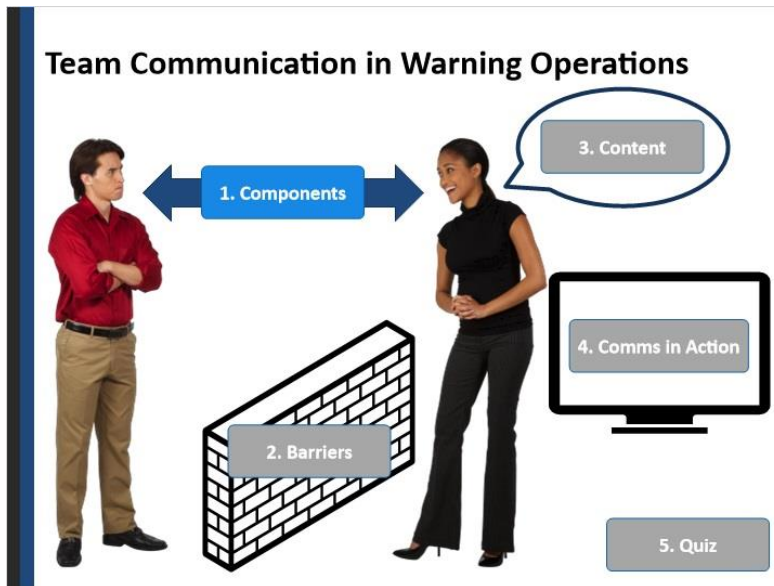 Team Communication in Warning Operations
1. Components
2. Barriers
3. Content
4. Comms in Action
5. Quiz